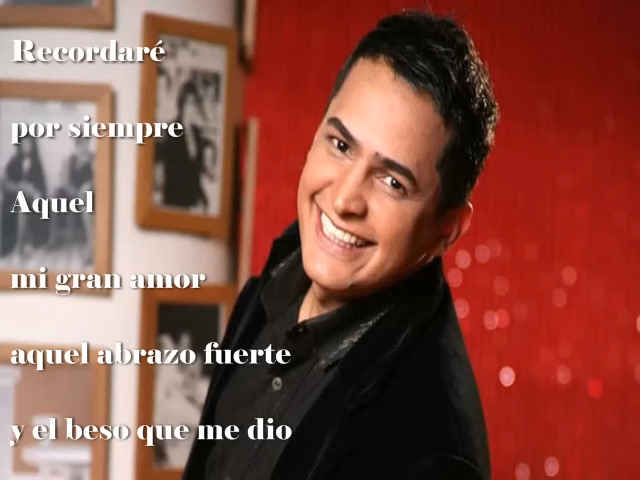 Recordaré
por siempre
Aquel
mi gran amor
aquel abrazo fuerte
y el beso que me dio